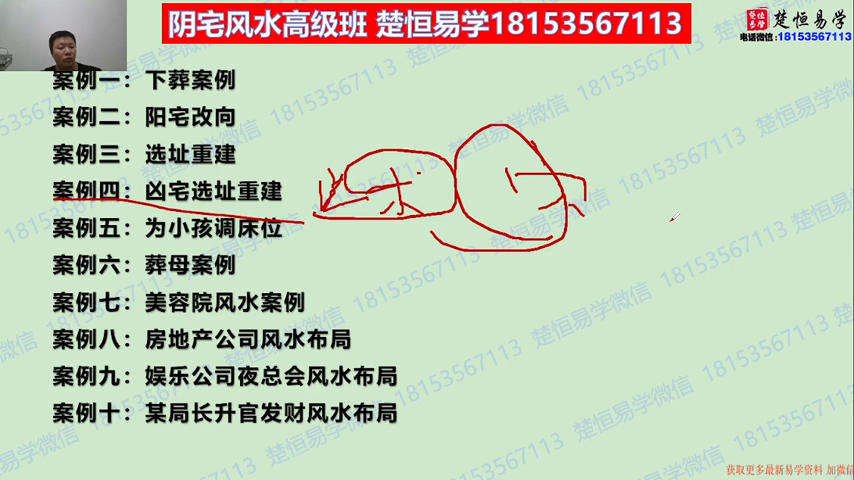 阴宅风水高级班 楚恒易学18153567113
楚恒易学
电话微信:18153567113
案例一：下葬案例
案例二：阳宅改向
案例三：选址重建
案例四：凶宅选址重建
案例五：为小孩调床位
案例六：葬母案例
案例七：美容院风水案例
案例八：房地产公司风水布局
案例九：娱乐公司夜总会风水布局
案例十：某局长升官发财风水布局
楚恒易学微信 18153567113
获取更多最新易学资料 加微信